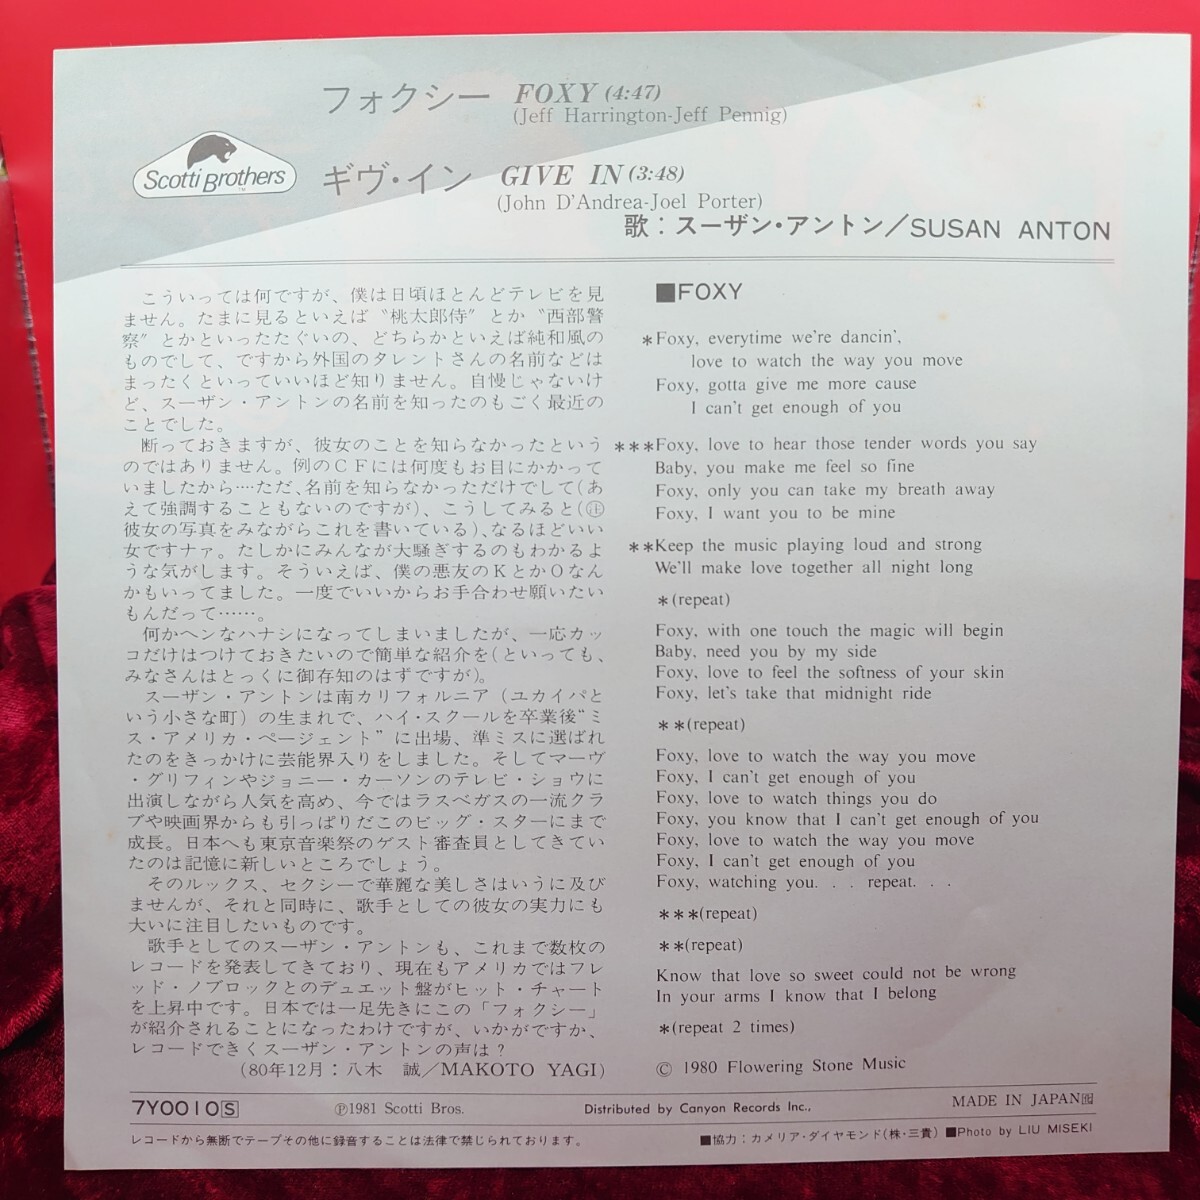 フォクシー FOXY (4:47)
(Jeff Harrington-Jeff Pennig)
Scotti Brothers
TM
ギヴ・イン GIVE IN (3:48)
(John D'Andrea-Joel Porter)
歌：スーザン・アントン／SUSAN ANTON
こういっては何ですが、僕は日頃ほとんどテレビを見
ません。たまに見るといえば〝桃太郎侍〟とか〝西部警
察〟とかといったたぐいの、どちらかといえば純和風の
ものでして、ですから外国のタレントさんの名前などは
まったくといっていいほど知りません。自慢じゃないけ
ど、スーザン・アントンの名前を知ったのもごく最近の
ことでした。
断っておきますが、彼女のことを知らなかったという
のではありません。例のＣＦには何度もお目にかかって
いましたから…ただ、名前を知らなかっただけでして（あ
えて強調することもないのですが）、こうしてみると（㊟
彼女の写真をみながらこれを書いている）、なるほどいい
女ですナァ。たしかにみんなが大騒ぎするのもわかるよ
うな気がします。そういえば、僕の悪友のＫとかＯなん
かもいってました。一度でいいからお手合わせ願いたい
もんだって……。
何かヘンなハナシになってしまいましたが、一応カッ
コだけはつけておきたいので簡単な紹介を（といっても、
みなさんはとっくに御存知のはずですが）。
スーザン・アントンは南カリフォルニア（ユカイパと
いう小さな町）の生まれで、ハイ・スクールを卒業後“ミ
ス・アメリカ・ページェント”に出場、準ミスに選ばれ
たのをきっかけに芸能界入りをしました。そしてマーヴ
・グリフィンやジョニー・カーソンのテレビ・ショウに
出演しながら人気を高め、今ではラスベガスの一流クラ
ブや映画界からも引っぱりだこのビッグ・スターにまで
成長。日本へも東京音楽祭のゲスト審査員としてきてい
たのは記憶に新しいところでしょう。
そのルックス、セクシーで華麗な美しさはいうに及び
ませんが、それと同時に、歌手としての彼女の実力にも
大いに注目したいものです。
歌手としてのスーザン・アントンも、これまで数枚の
レコードを発表してきており、現在もアメリカではフレ
ッド・ノブロックとのデュエット盤がヒット・チャート
を上昇中です。日本では一足先きにこの「フォクシー」
が紹介されることになったわけですが、いかがですか、
レコードできくスーザン・アントンの声は？
(80年12月：八木 誠／MAKOTO YAGI)
■FOXY
＊Foxy, everytime we're dancin',
love to watch the way you move
Foxy, gotta give me more cause
I can't get enough of you
＊＊＊Foxy, love to hear those tender words you say
Baby, you make me feel so fine
Foxy, only you can take my breath away
Foxy, I want you to be mine
＊＊Keep the music playing loud and strong
We'll make love together all night long
＊(repeat)
Foxy, with one touch the magic will begin
Baby, need you by my side
Foxy, love to feel the softness of your skin
Foxy, let's take that midnight ride
＊＊(repeat)
Foxy, love to watch the way you move
Foxy, I can't get enough of you
Foxy, love to watch things you do
Foxy, you know that I can't get enough of you
Foxy, love to watch the way you move
Foxy, I can't get enough of you
Foxy, watching you. . . repeat. . .
＊＊＊(repeat)
＊＊(repeat)
Know that love so sweet could not be wrong
In your arms I know that I belong
＊(repeat 2 times)
© 1980 Flowering Stone Music
7Y0010 S ℗1981 Scotti Bros. Distributed by Canyon Records Inc., MADE IN JAPAN
レコードから無断でテープその他に録音することは法律で禁じられております。
■協力：カメリア・ダイヤモンド（株・三貴） ■Photo by LIU MISEKI